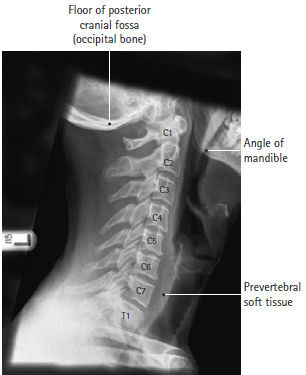 Floor of posterior
cranial fossa
(occipital bone)
C1
Angle of
mandible
C2
C3
C4
C5
C6
Prevertebral
soft tissue
C7
T1